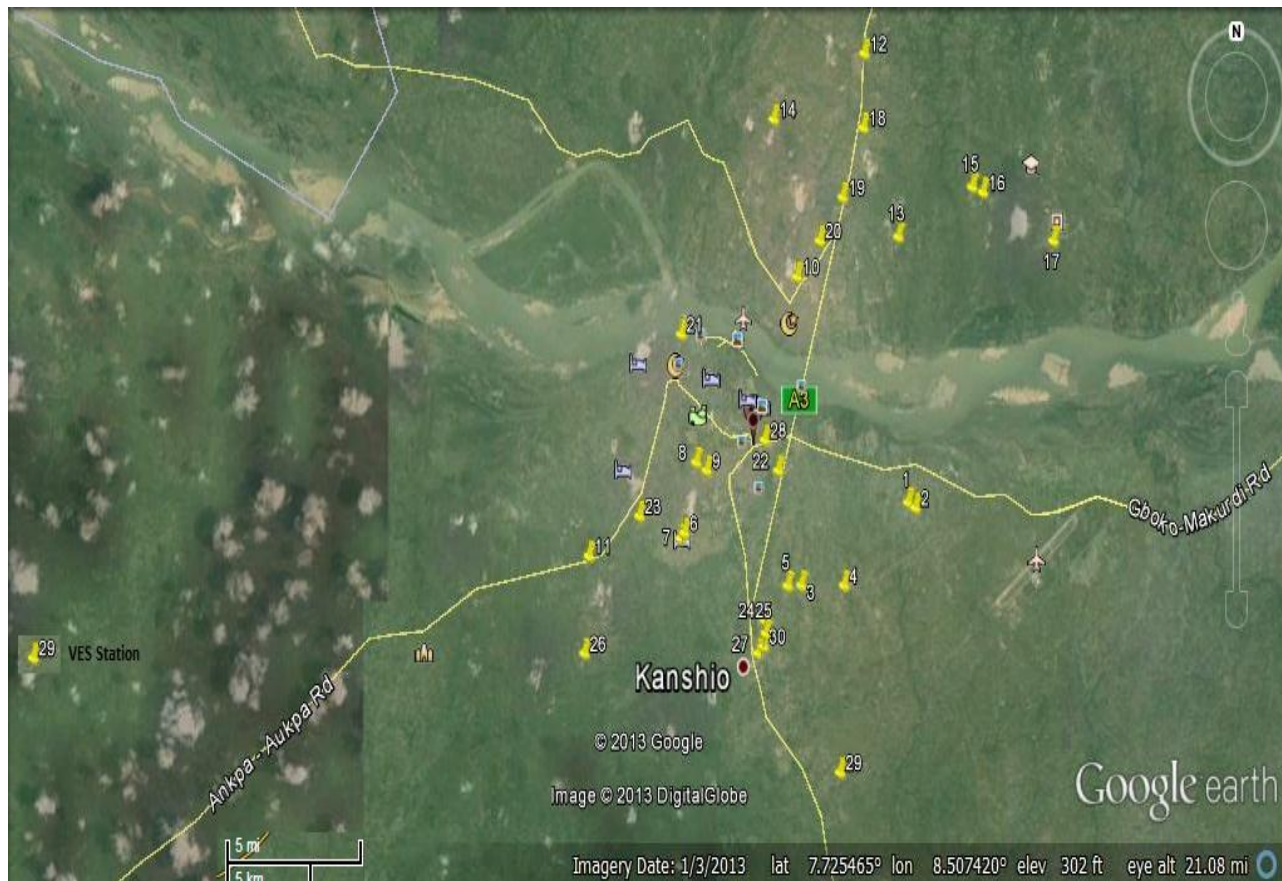 N
12
14
18
15
16
19
13
20
17
10
21
A3
28
8
9
22
1
2
Gboko-Makurdi Rd
23
6
7
11
5
3
4
24 25
29 VES Station
26
27
30
Kanshio
Ankpa--Aukpa Rd
© 2013 Google
29
Image © 2013 DigitalGlobe
Google earth
5 mi
5 km
Imagery Date: 1/3/2013 lat 7.725465° lon 8.507420° elev 302 ft eye alt 21.08 mi